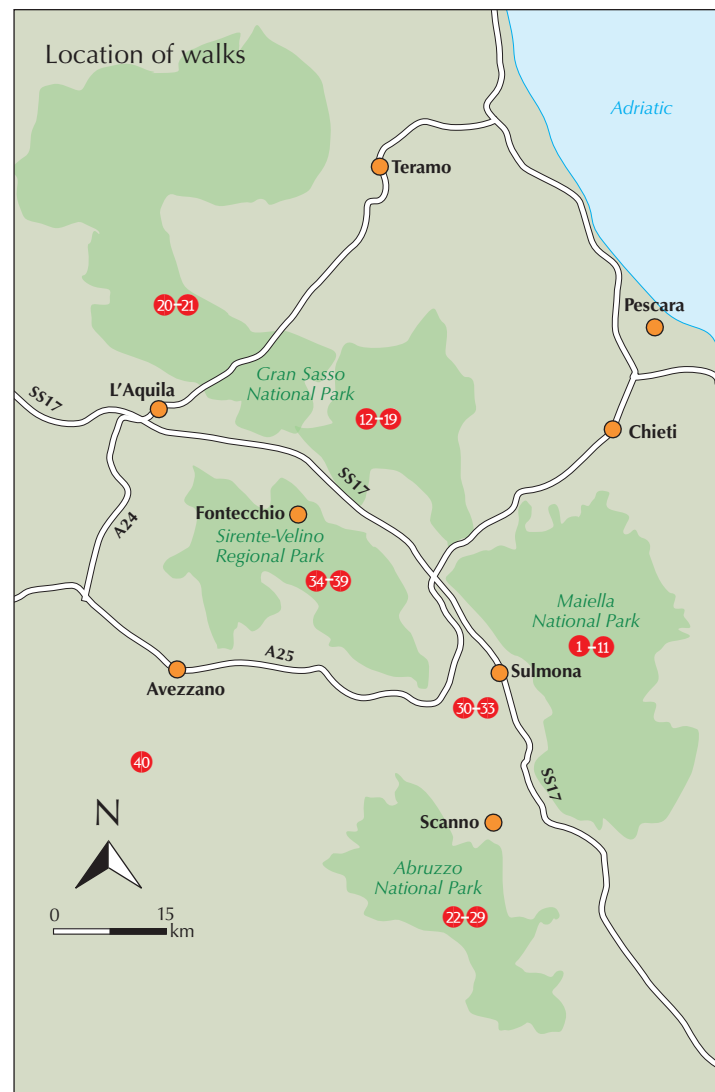 Location of walks
Adriatic
Teramo
20–21
Pescara
Gran Sasso
National Park
SS17
L'Aquila
12–19
Chieti
SS17
A24
Fontecchio
Sirente-Velino
Regional Park
34–39
Maiella
National Park
1–11
A25
Sulmona
Avezzano
30–33
40
SS17
N
Scanno
Abruzzo
National Park
22–29
0 15
km